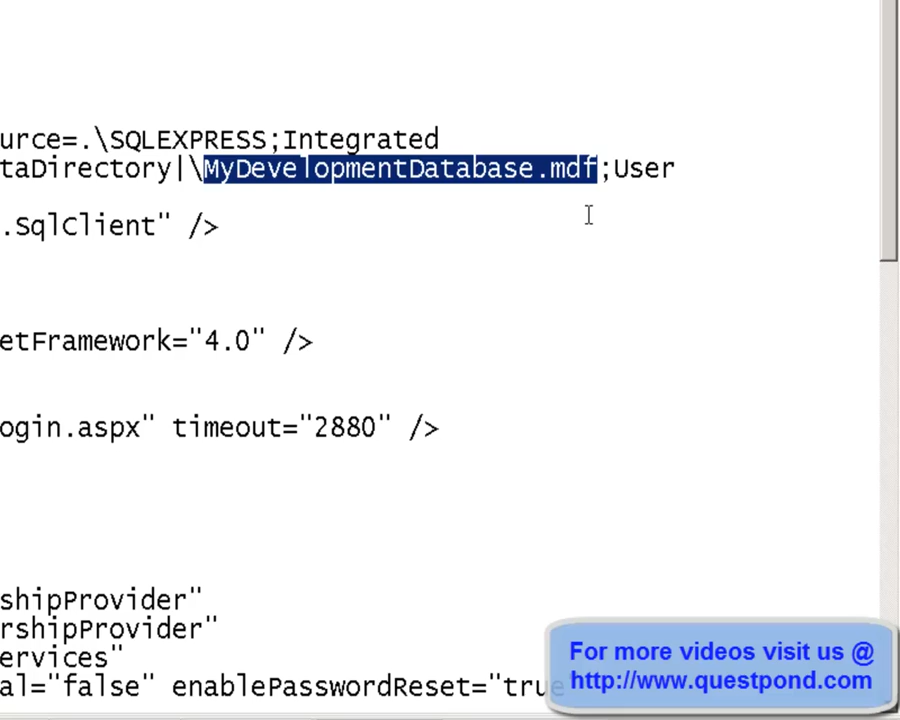 urce=.\SQLEXPRESS;Integrated
taDirectory|\MyDevelopmentDatabase.mdf;User
.SqlClient" />
etFramework="4.0" />
ogin.aspx" timeout="2880" />
shipProvider"
rshipProvider"
ervices"
al="false" enablePasswordReset="true
For more videos visit us @
http://www.questpond.com